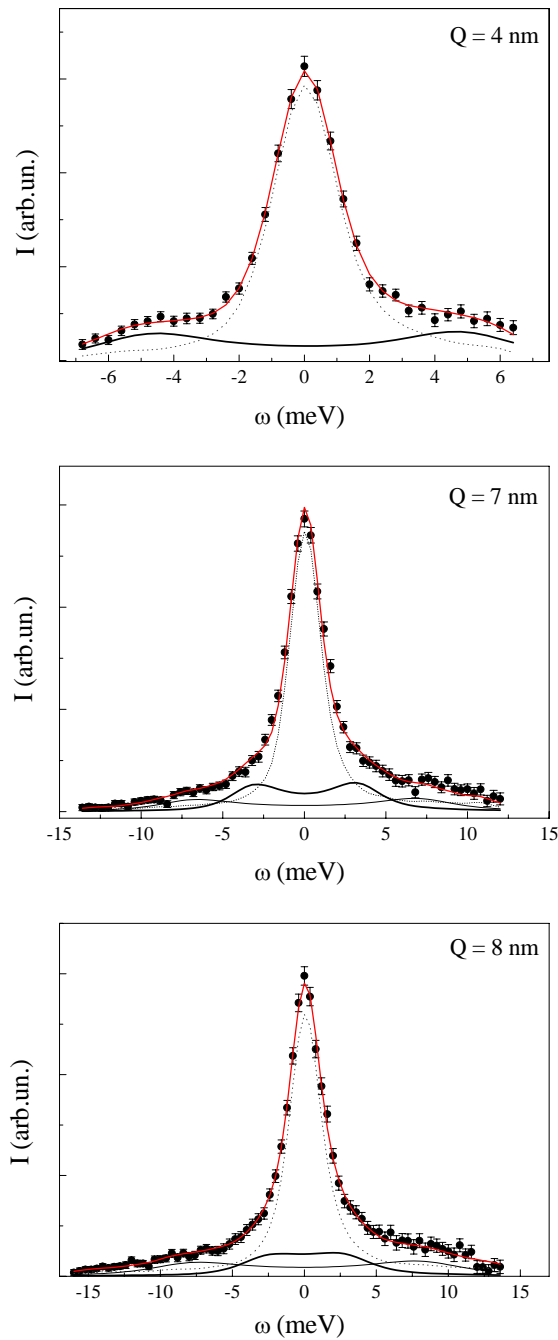 Q = 4 nm
I (arb.un.)
-6 -4 -2 0 2 4 6
ω (meV)
Q = 7 nm
I (arb.un.)
-15 -10 -5 0 5 10 15
ω (meV)
Q = 8 nm
I (arb.un.)
-15 -10 -5 0 5 10 15
ω (meV)